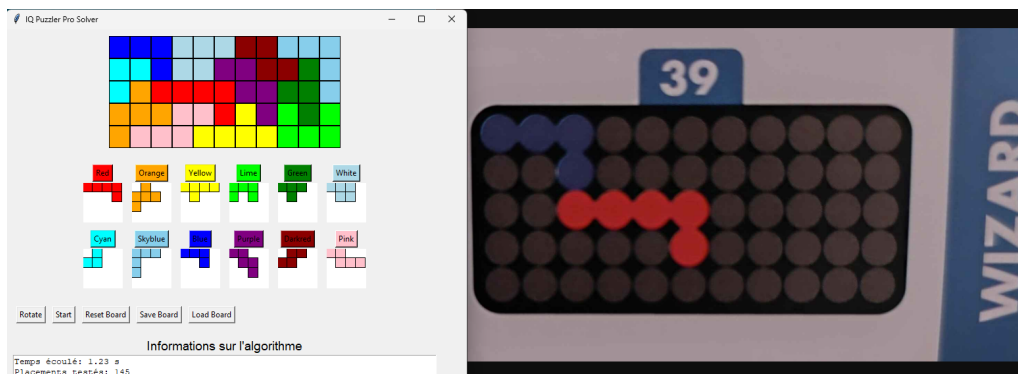 IQ Puzzler Pro Solver
Red Orange Yellow Lime Green White
Cyan Skyblue Blue Purple Darkred Pink
Rotate Start Reset Board Save Board Load Board
Informations sur l'algorithme
Temps écoulé: 1.23 s
Placements testés: 145
39
WIZARD